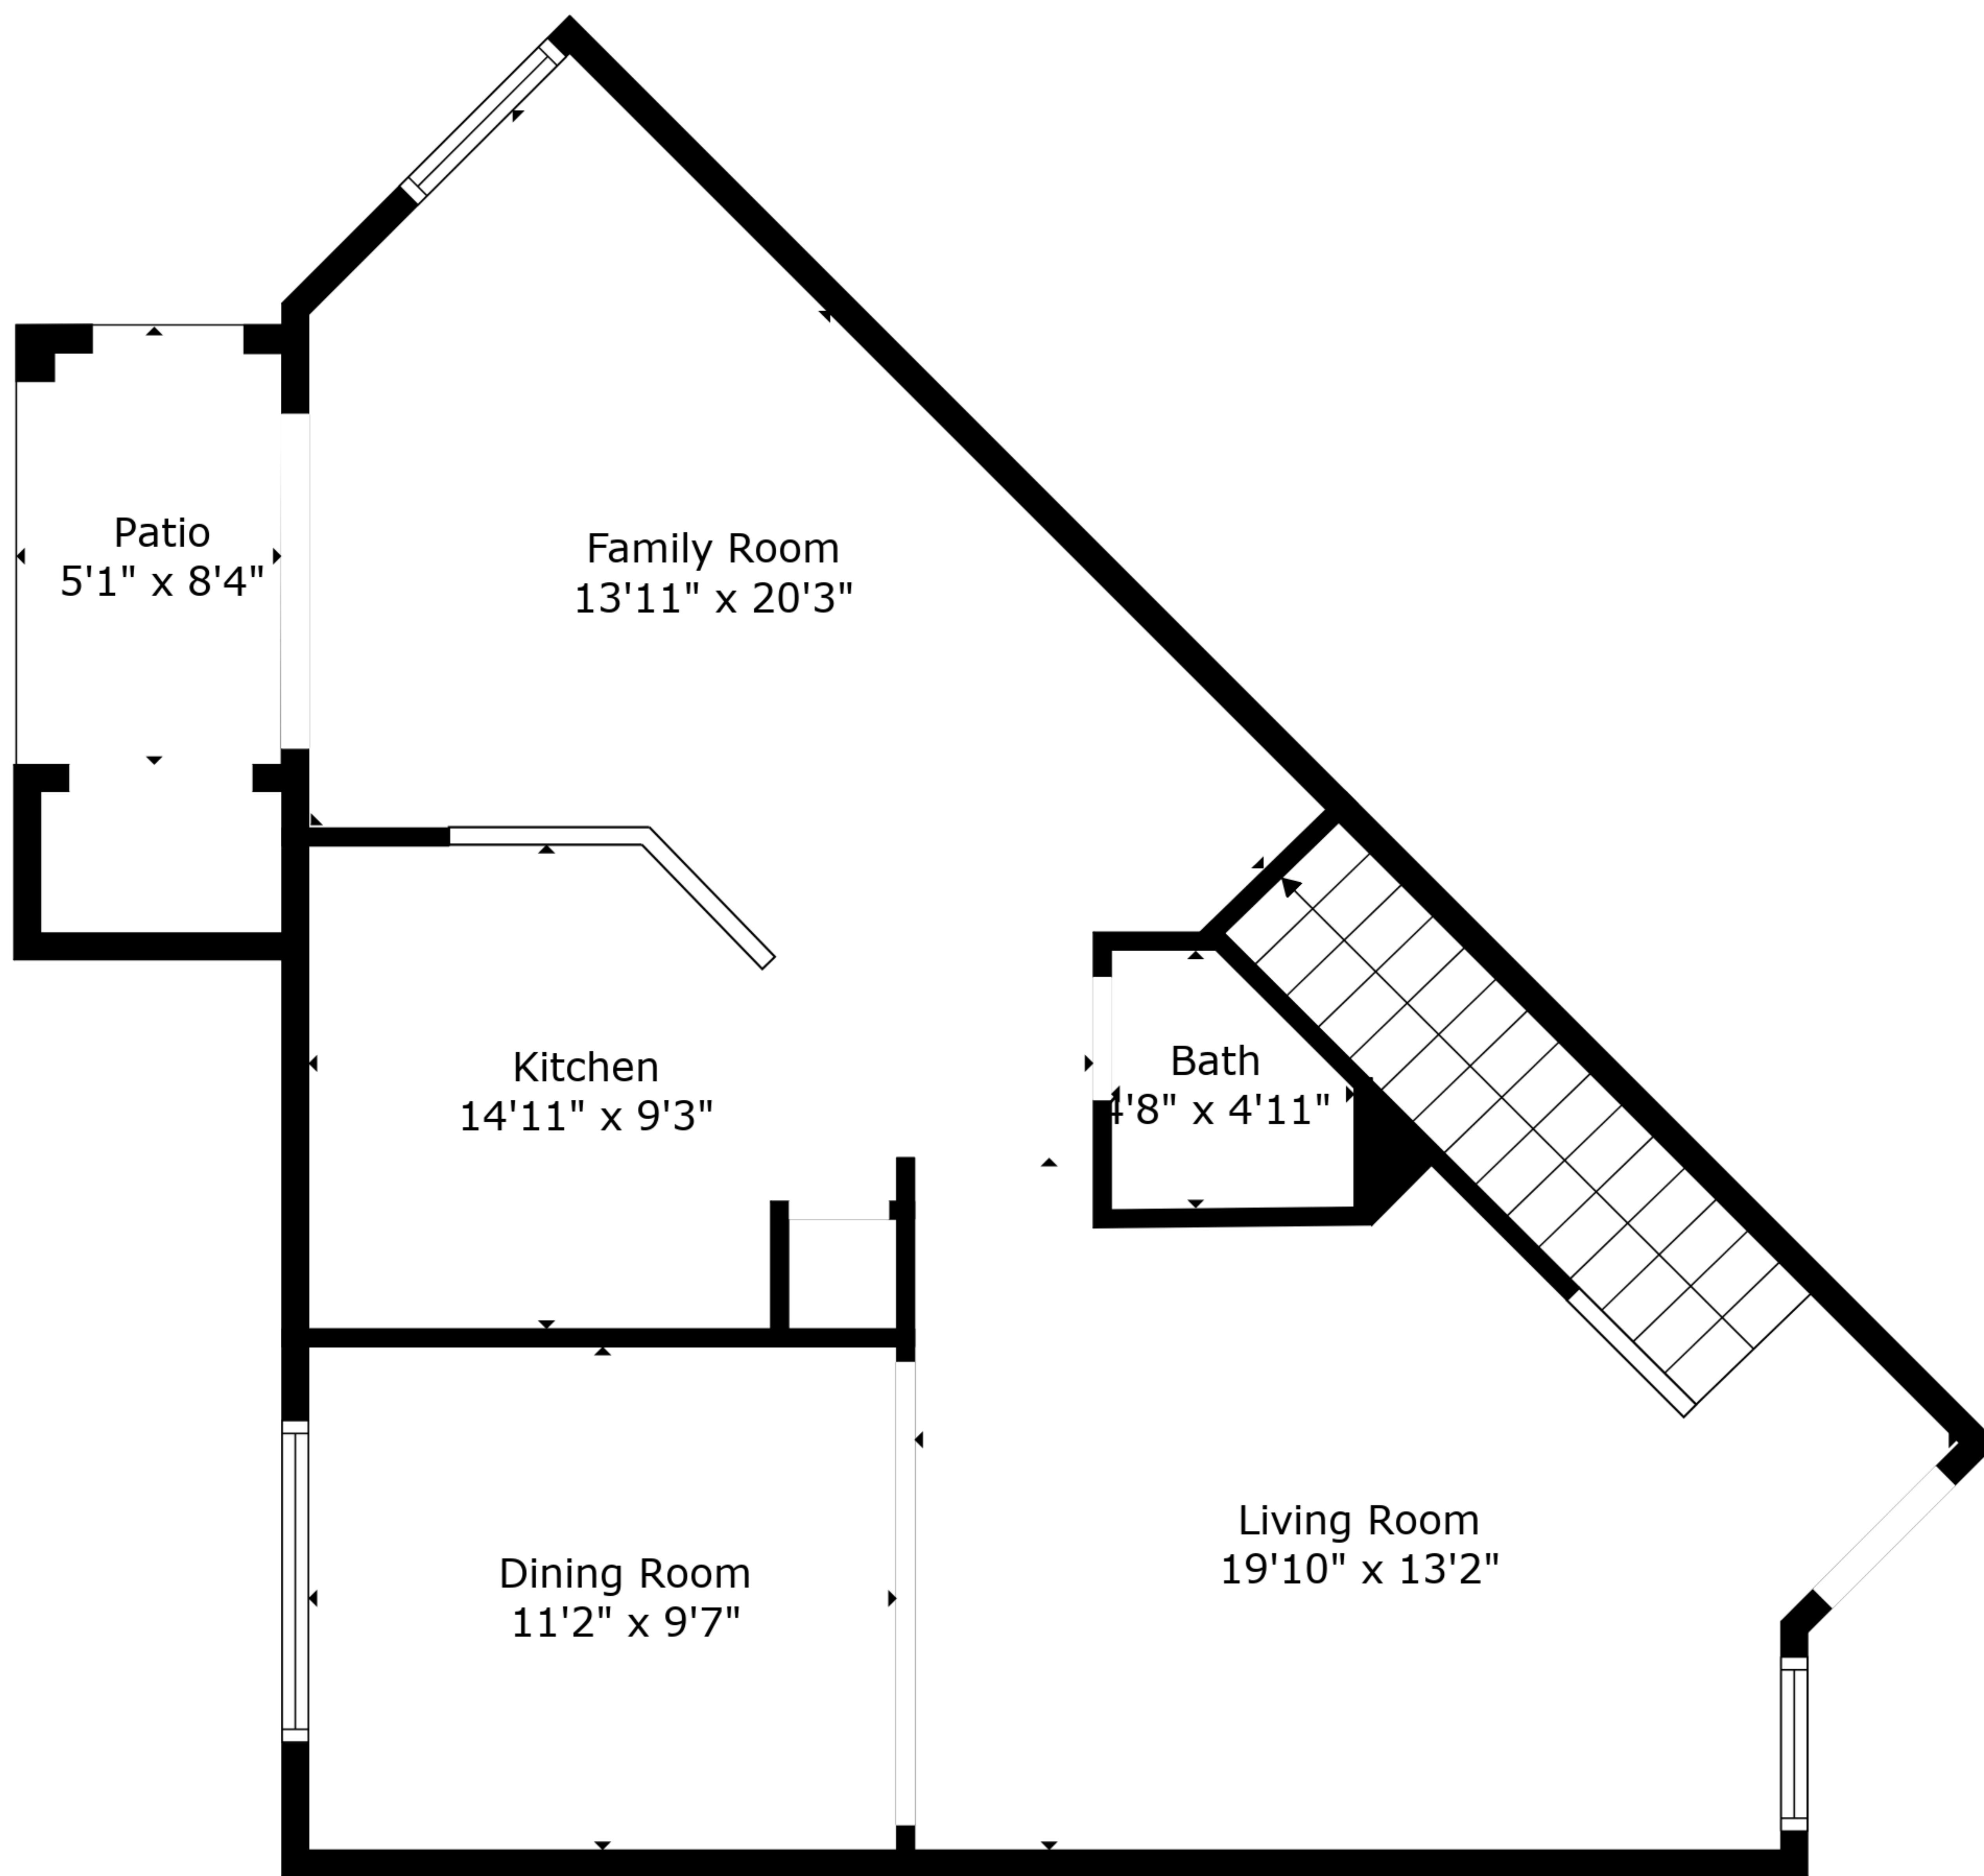 Patio
5'1" x 8'4"
Family Room
13'11" x 20'3"
Kitchen
14'11" x 9'3"
Bath
4'8" x 4'11"
Dining Room
11'2" x 9'7"
Living Room
19'10" x 13'2"